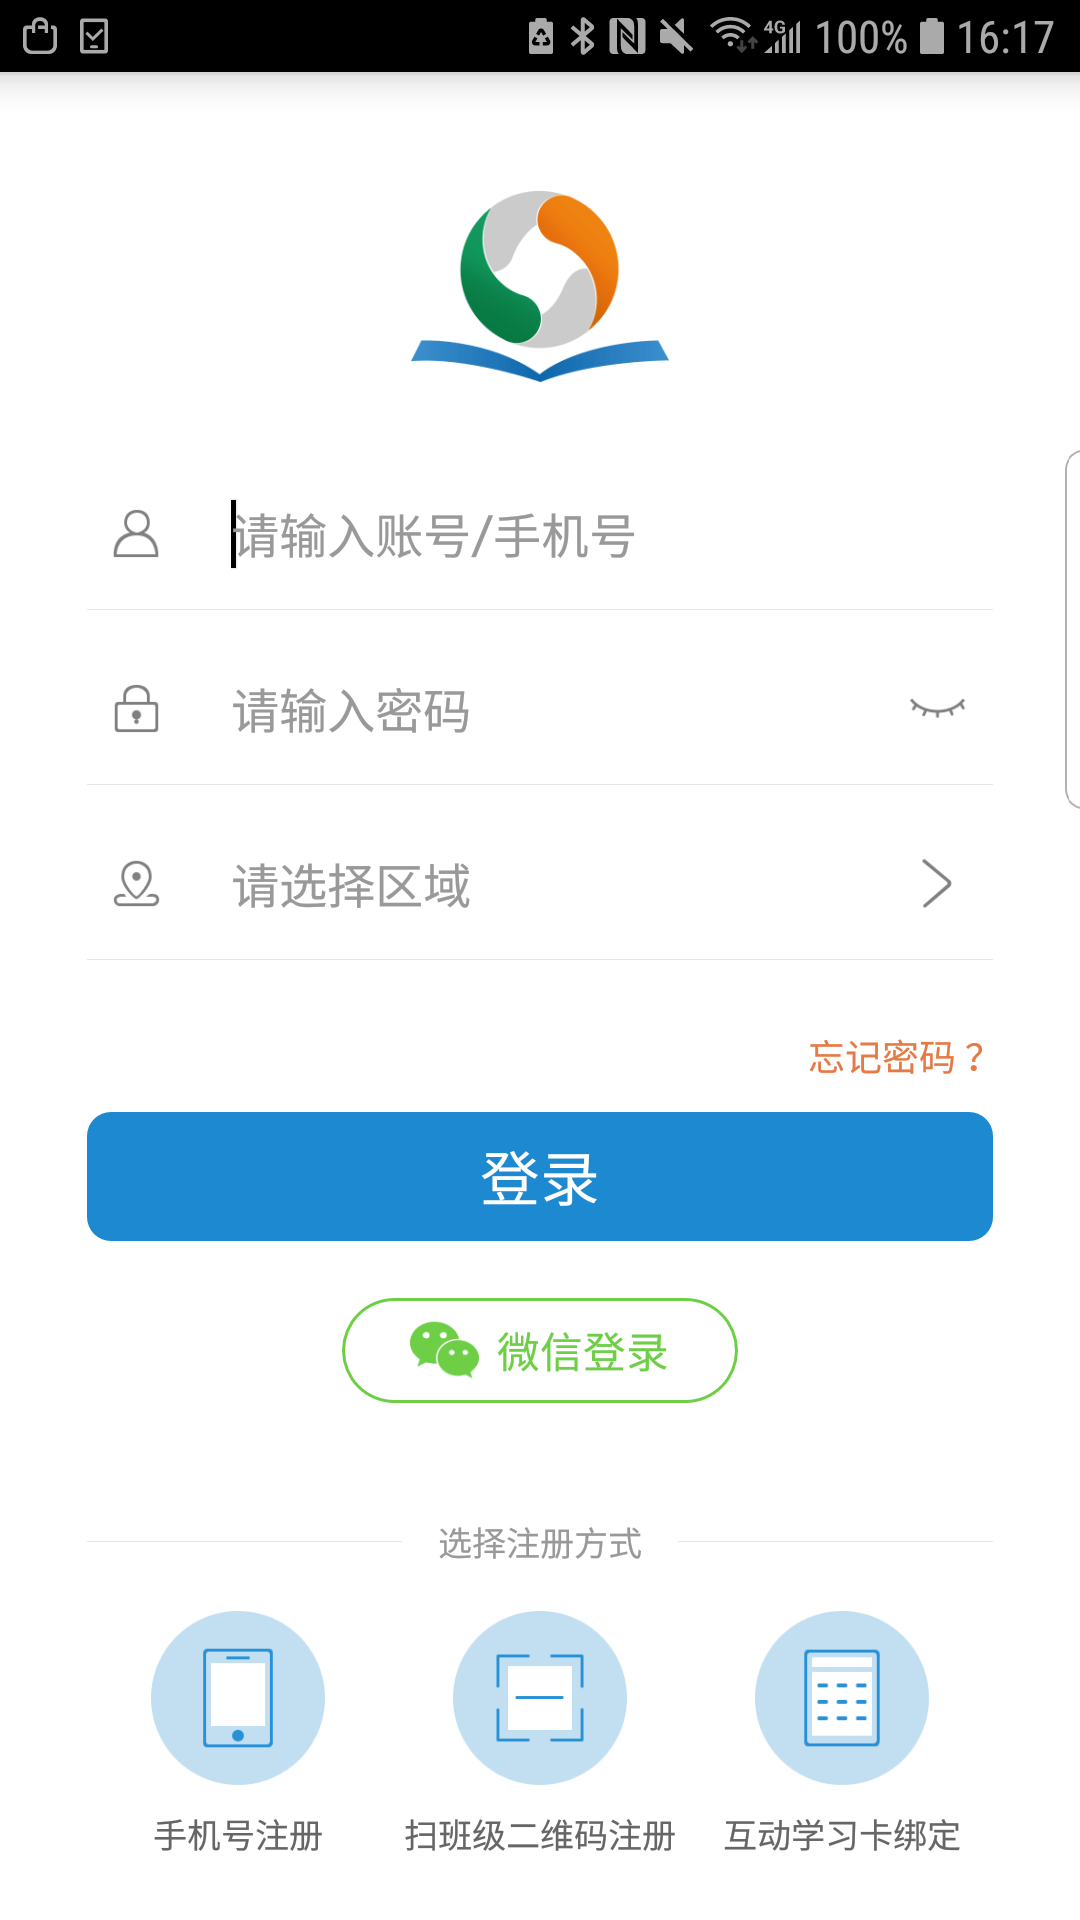 4G 100% 16:17
请输入账号/手机号
请输入密码
请选择区域
忘记密码？
登录
微信登录
选择注册方式
手机号注册 扫班级二维码注册 互动学习卡绑定